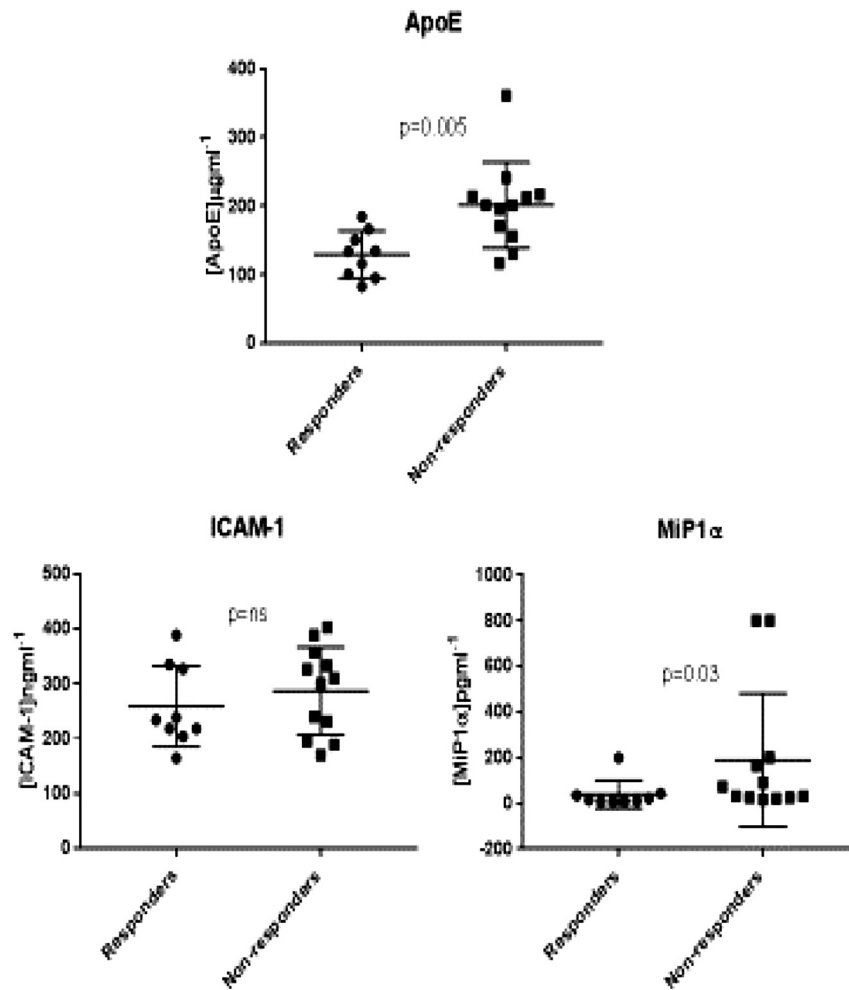 ApoE
400
300
200
100
0
[ApoE]µgml⁻¹
p=0.005
Responders
Non-responders
ICAM-1
500
400
300
200
100
0
[ICAM-1]ngml⁻¹
p=ns
Responders
Non-responders
MiP1α
1000
800
600
400
200
0
-200
[MiP1α]pgml⁻¹
p=0.03
Responders
Non-responders